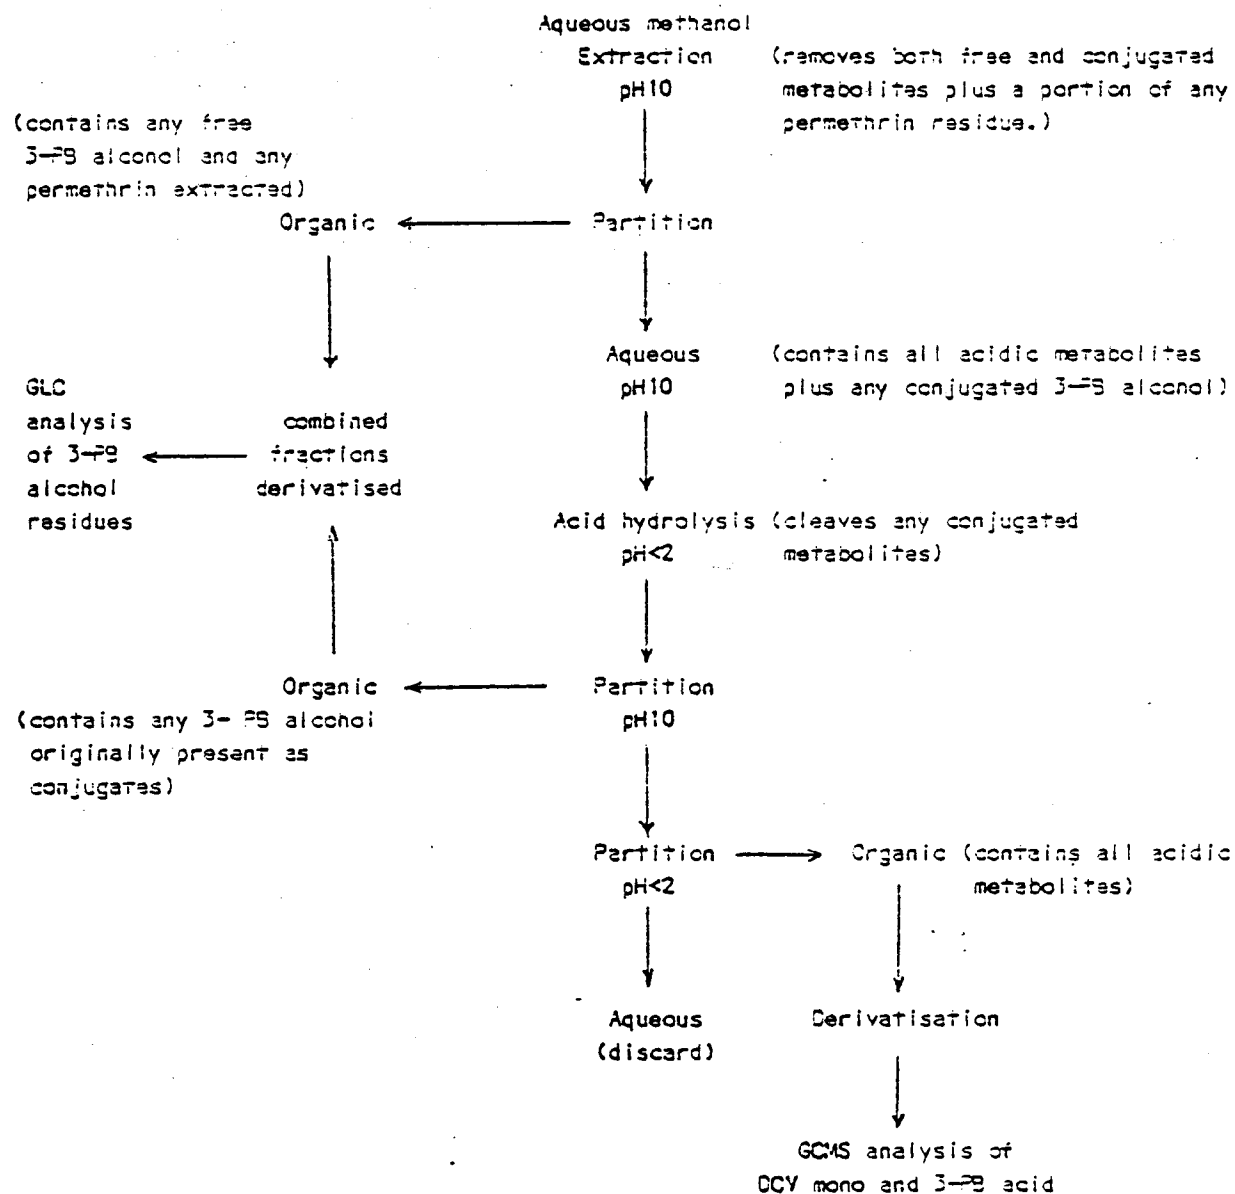 Aqueous methanol
Extraction
pH10
(removes both free and conjugated
metabolites plus a portion of any
permethrin residue.)
(contains any free
3-PB alcohol and any
permethrin extracted)
Organic
Partition
Aqueous
pH10
(contains all acidic metabolites
plus any conjugated 3-PB alcohol)
GLC
analysis
of 3-PB
alcohol
residues
combined
fractions
derivatised
Acid hydrolysis
pH<2
(cleaves any conjugated
metabolites)
Organic
(contains any 3- PB alcohol
originally present as
conjugates)
Partition
pH10
Partition
pH<2
Organic (contains all acidic
metabolites)
Aqueous
(discard)
Derivatisation
GCMS analysis of
DCV mono and 3-PB acid